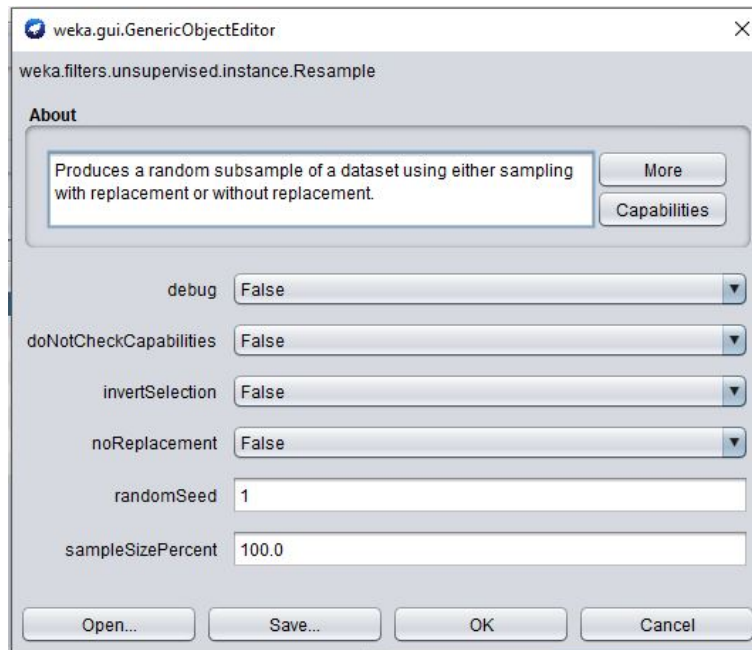 weka.gui.GenericObjectEditor
weka.filters.unsupervised.instance.Resample
About
Produces a random subsample of a dataset using either sampling
with replacement or without replacement.
More
Capabilities
debug False
doNotCheckCapabilities False
invertSelection False
noReplacement False
randomSeed 1
sampleSizePercent 100.0
Open... Save... OK Cancel